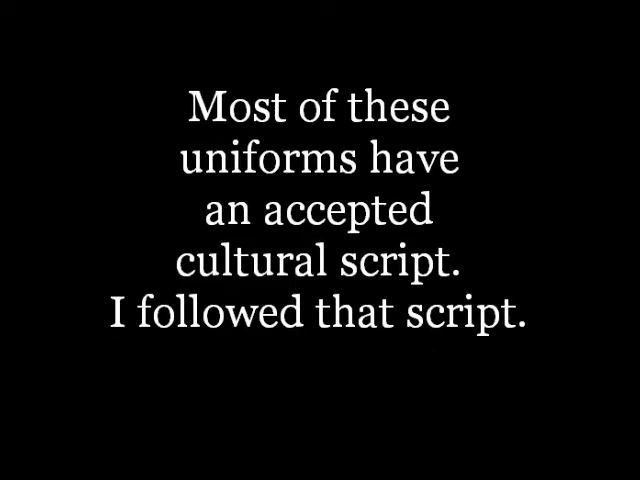 Most of these
uniforms have
an accepted
cultural script.
I followed that script.